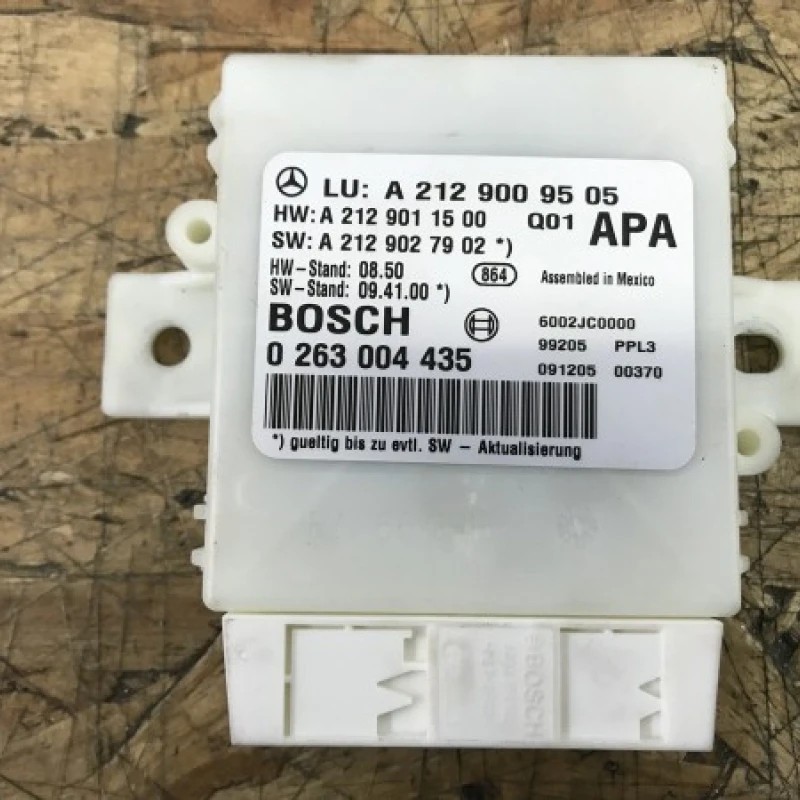 LU: A 212 900 95 05
HW: A 212 901 15 00 Q01 APA
SW: A 212 902 79 02 *)
HW-Stand: 08.50 864 Assembled in Mexico
SW-Stand: 09.41.00 *)
BOSCH 6002JC0000
0 263 004 435 99205 PPL3
091205 00370
*) gueltig bis zu evtl. SW - Aktualisierung
BOSCH